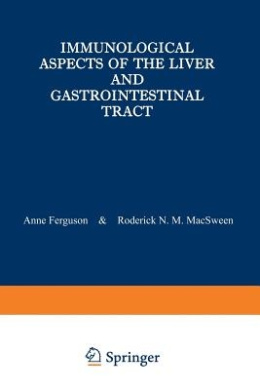 IMMUNOLOGICAL
ASPECTS OF THE LIVER
AND
GASTROINTESTINAL
TRACT
Anne Ferguson & Roderick N. M. MacSween
Springer